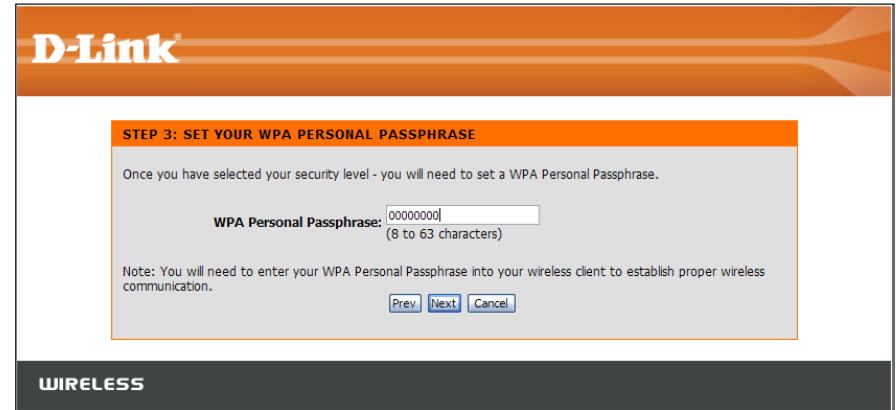 D-Link®
STEP 3: SET YOUR WPA PERSONAL PASSPHRASE
Once you have selected your security level - you will need to set a WPA Personal Passphrase.
WPA Personal Passphrase: 00000000
(8 to 63 characters)
Note: You will need to enter your WPA Personal Passphrase into your wireless client to establish proper wireless
communication.
Prev Next Cancel
WIRELESS